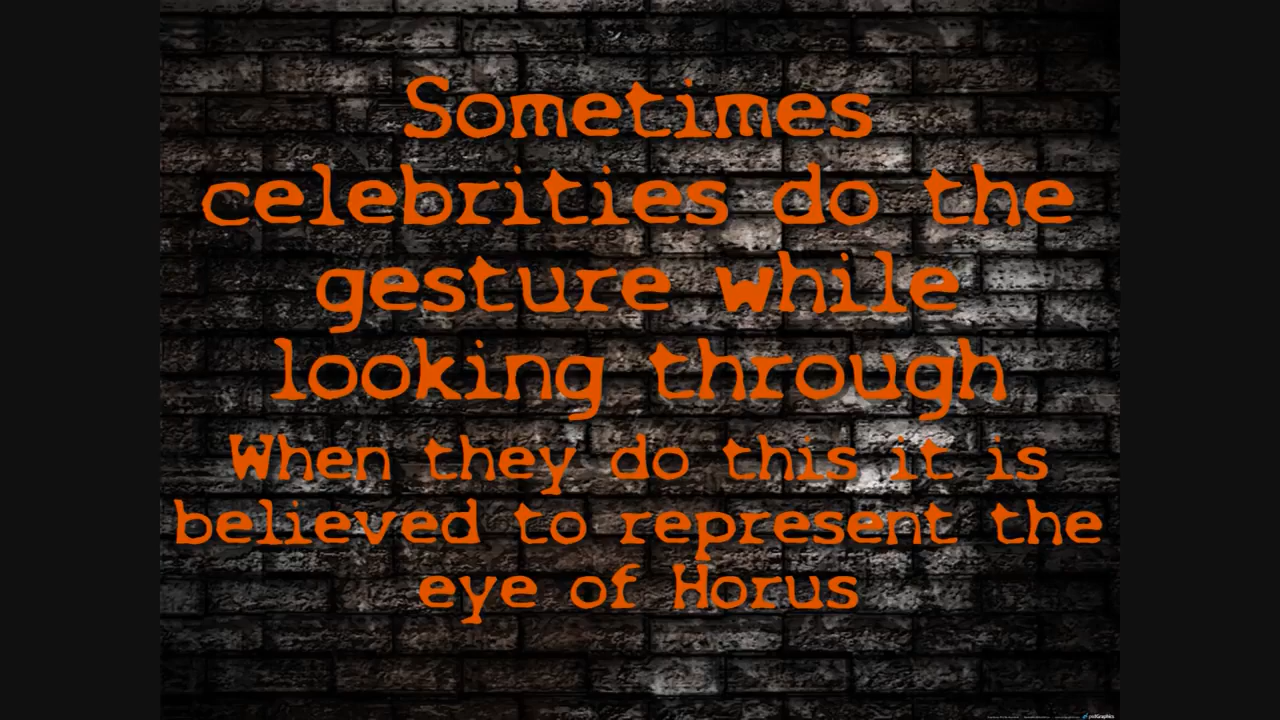 Sometimes
celebrities do the
gesture while
looking through
When they do this it is
believed to represent the
eye of Horus